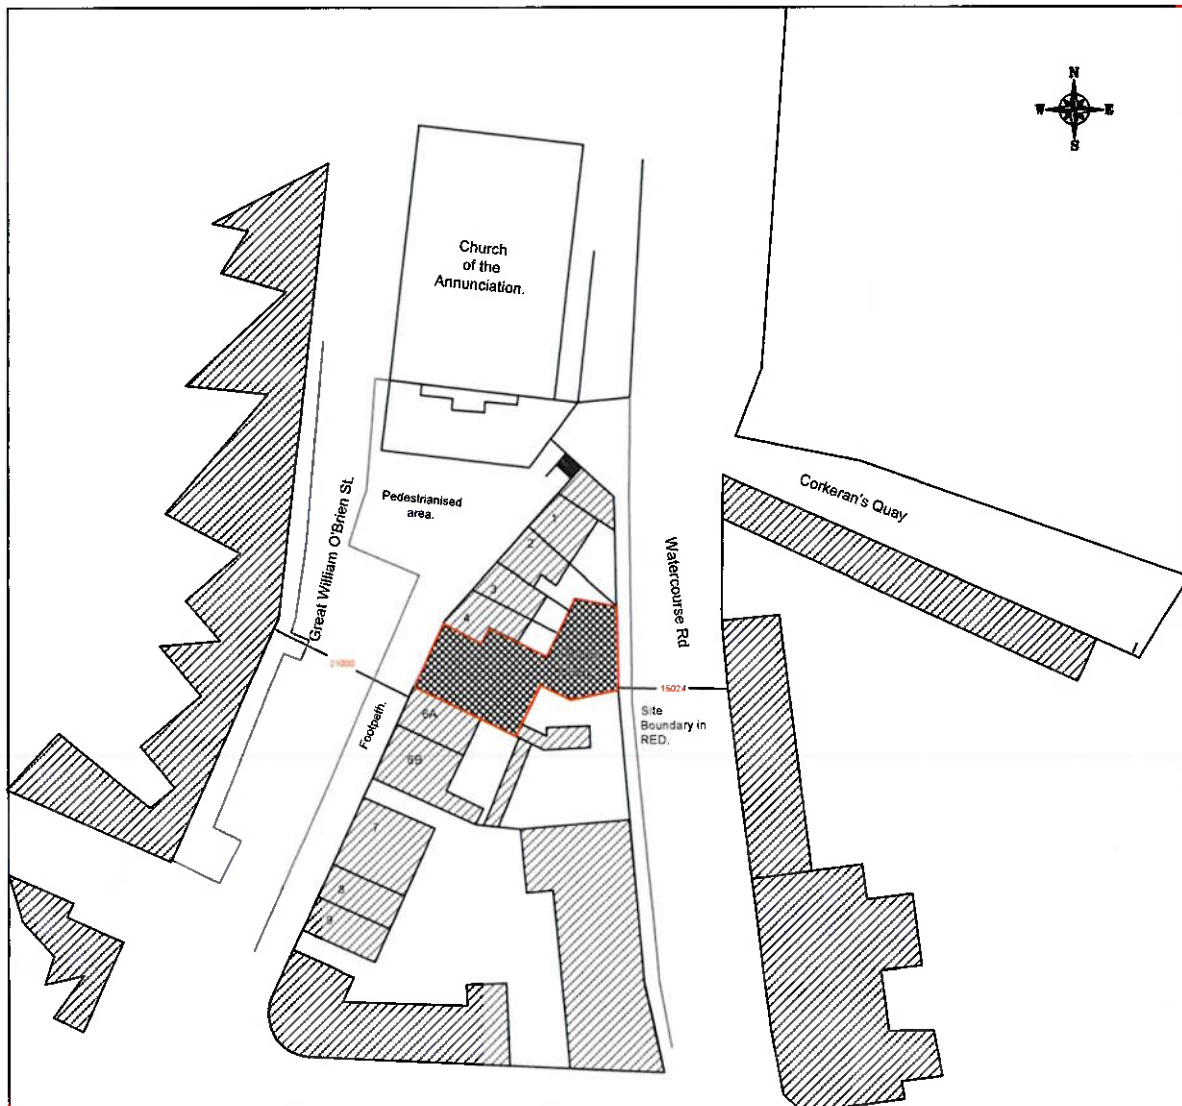 N
W E
S
Church
of the
Annunciation.
Great William O'Brien St.
Pedestrianised
area.
Corkeran's Quay
Watercourse Rd
1
2
3
4
21000
15024
Site
Boundary in
RED.
Footpath.
6A
6B
7
8
9